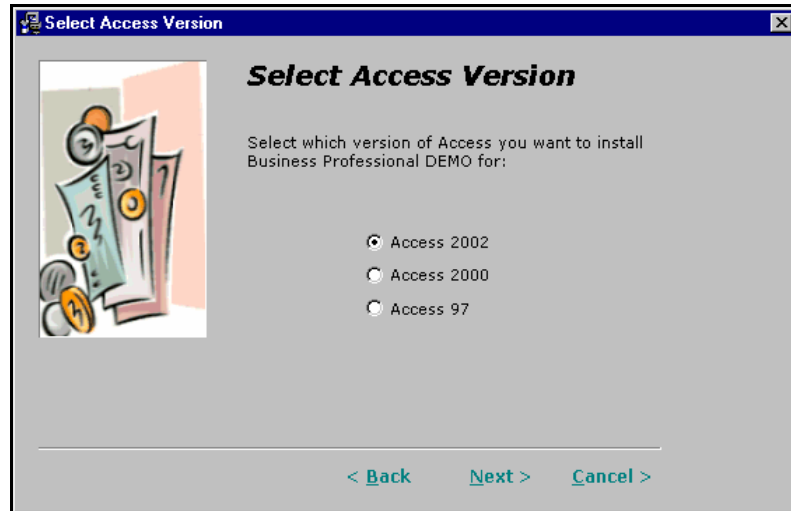 Select Access Version
Select Access Version
Select which version of Access you want to install
Business Professional DEMO for:
Access 2002
Access 2000
Access 97
< Back Next > Cancel >